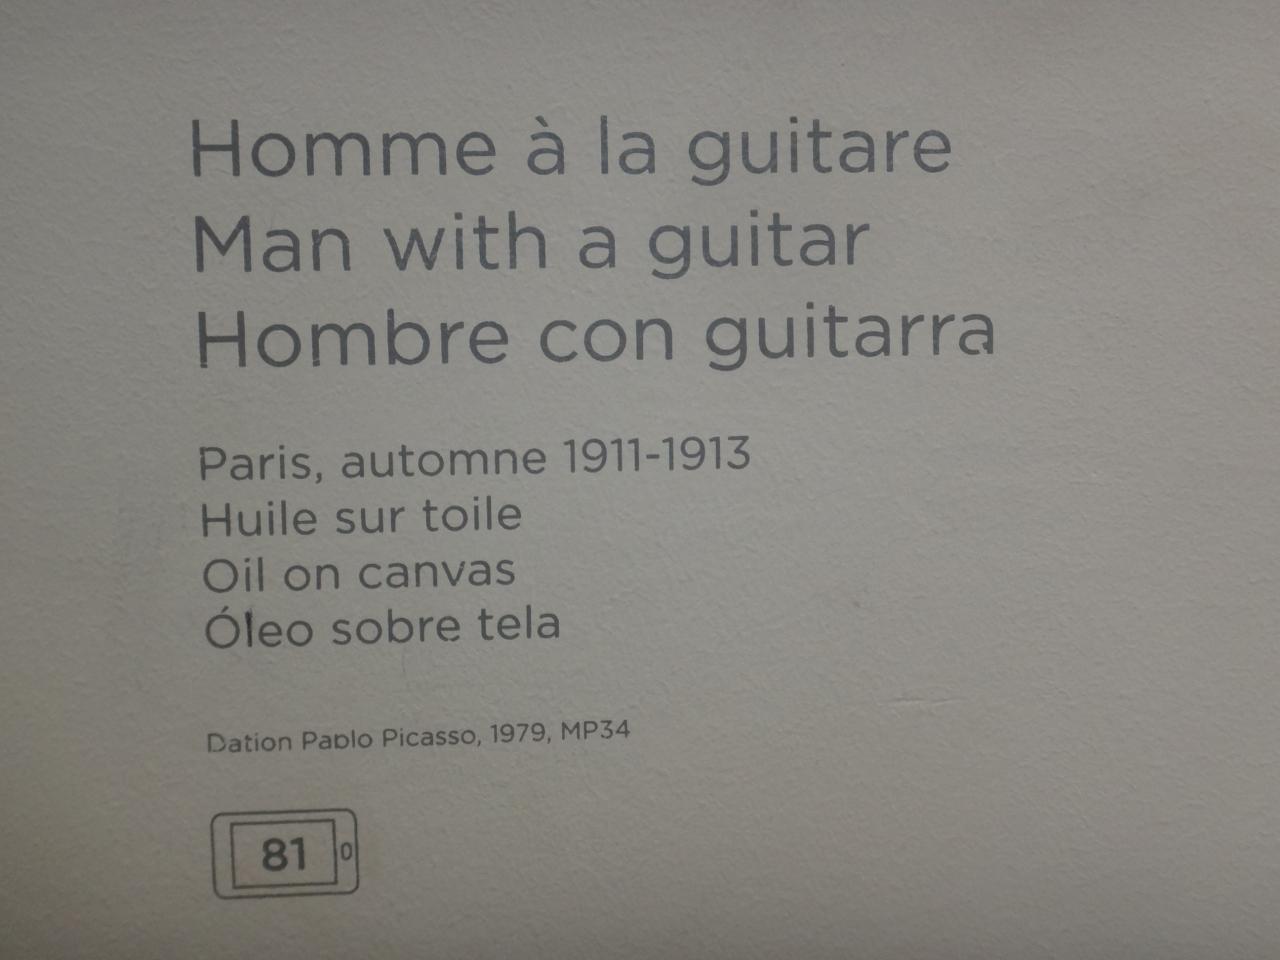 Homme à la guitare
Man with a guitar
Hombre con guitarra
Paris, automne 1911-1913
Huile sur toile
Oil on canvas
Óleo sobre tela
Dation Pablo Picasso, 1979, MP34
81